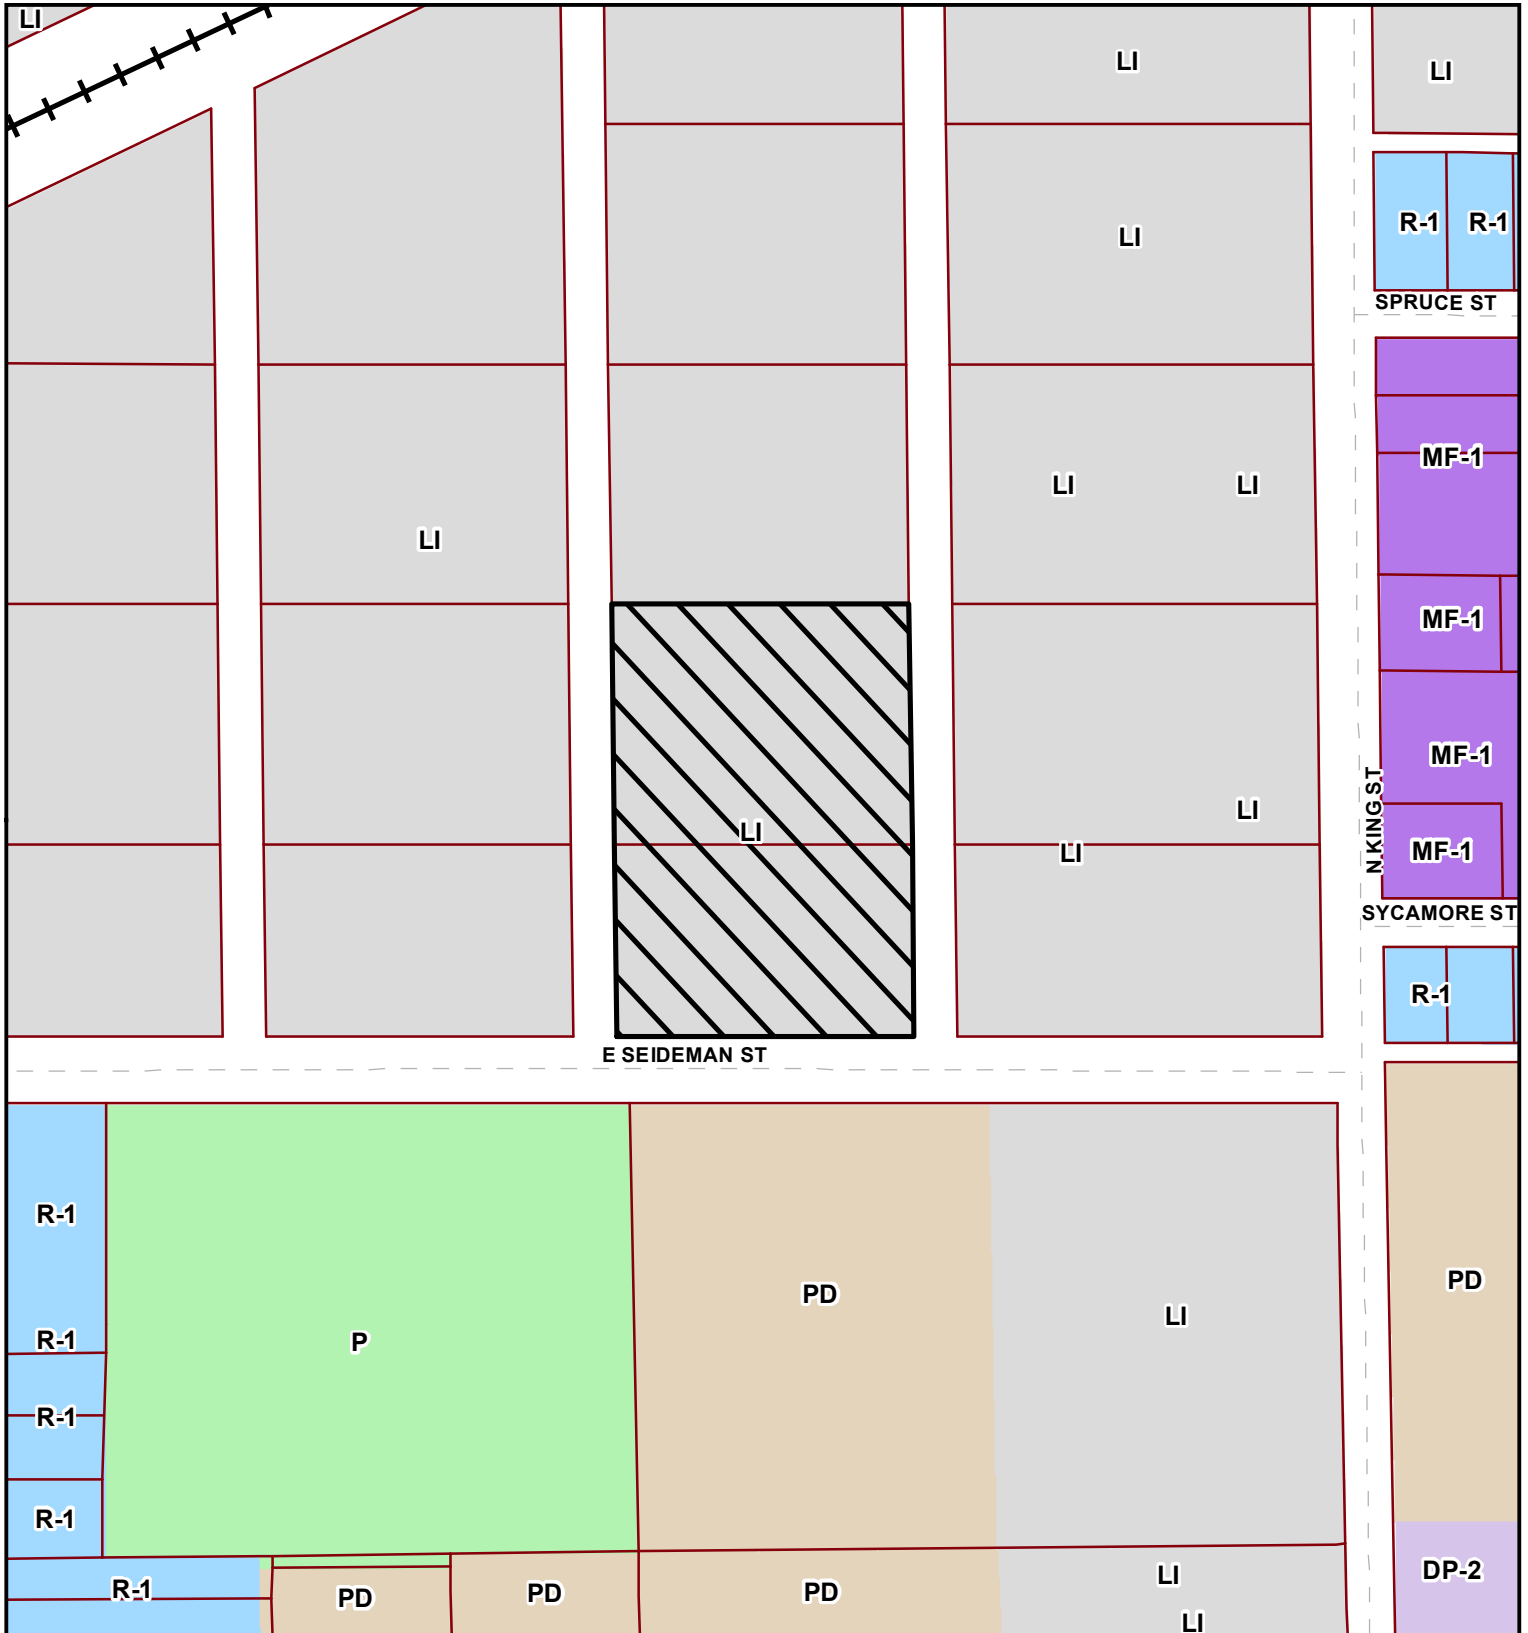 LI
LI
LI
R-1 R-1
LI
SPRUCE ST
MF-1
LI LI
LI
MF-1
MF-1
N KING ST
LI
LI
MF-1
LI
SYCAMORE ST
R-1
E SEIDEMAN ST
R-1
PD
PD
LI
R-1
P
R-1
R-1
DP-2
LI
R-1
PD
PD
PD
LI